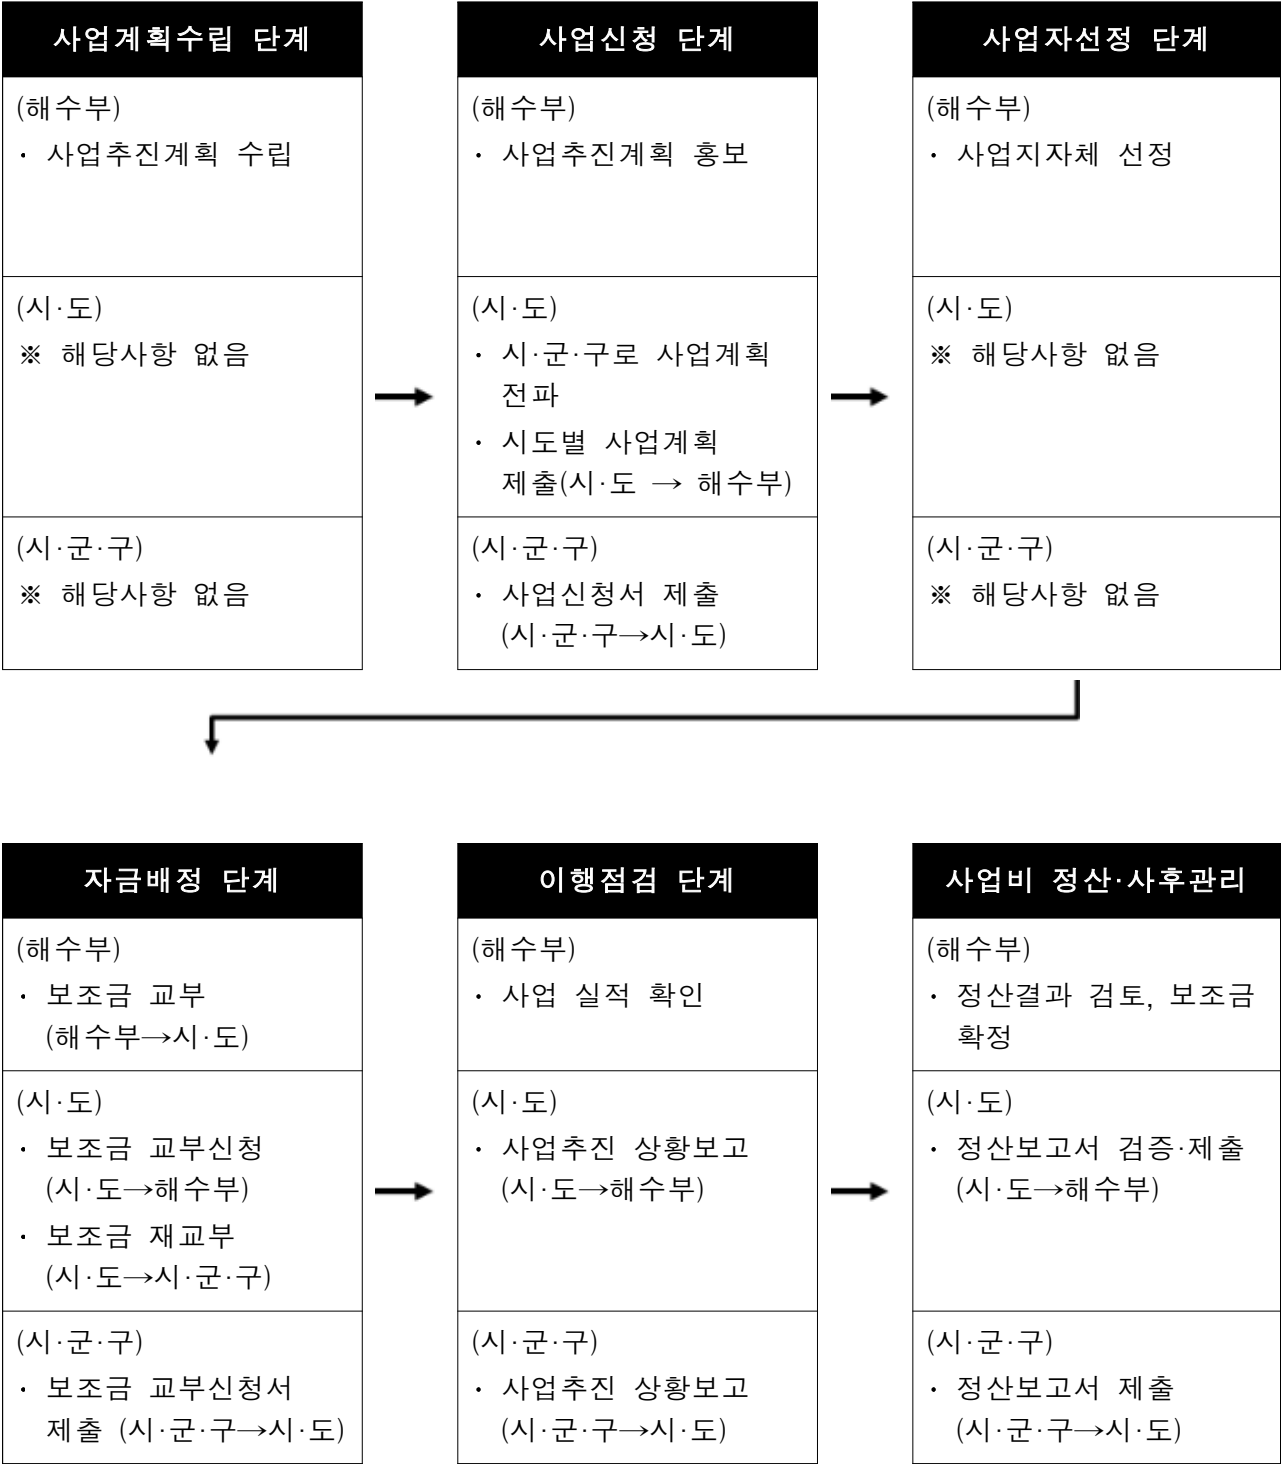 사업계획수립 단계
(해수부)
· 사업추진계획 수립
(시·도)
※ 해당사항 없음
(시·군·구)
※ 해당사항 없음
사업신청 단계
(해수부)
· 사업추진계획 홍보
(시·도)
· 시·군·구로 사업계획
전파
· 시도별 사업계획
제출(시·도 → 해수부)
(시·군·구)
· 사업신청서 제출
(시·군·구→시·도)
사업자선정 단계
(해수부)
· 사업지자체 선정
(시·도)
※ 해당사항 없음
(시·군·구)
※ 해당사항 없음
자금배정 단계
(해수부)
· 보조금 교부
(해수부→시·도)
(시·도)
· 보조금 교부신청
(시·도→해수부)
· 보조금 재교부
(시·도→시·군·구)
(시·군·구)
· 보조금 교부신청서
제출 (시·군·구→시·도)
이행점검 단계
(해수부)
· 사업 실적 확인
(시·도)
· 사업추진 상황보고
(시·도→해수부)
(시·군·구)
· 사업추진 상황보고
(시·군·구→시·도)
사업비 정산·사후관리
(해수부)
· 정산결과 검토, 보조금
확정
(시·도)
· 정산보고서 검증·제출
(시·도→해수부)
(시·군·구)
· 정산보고서 제출
(시·군·구→시·도)